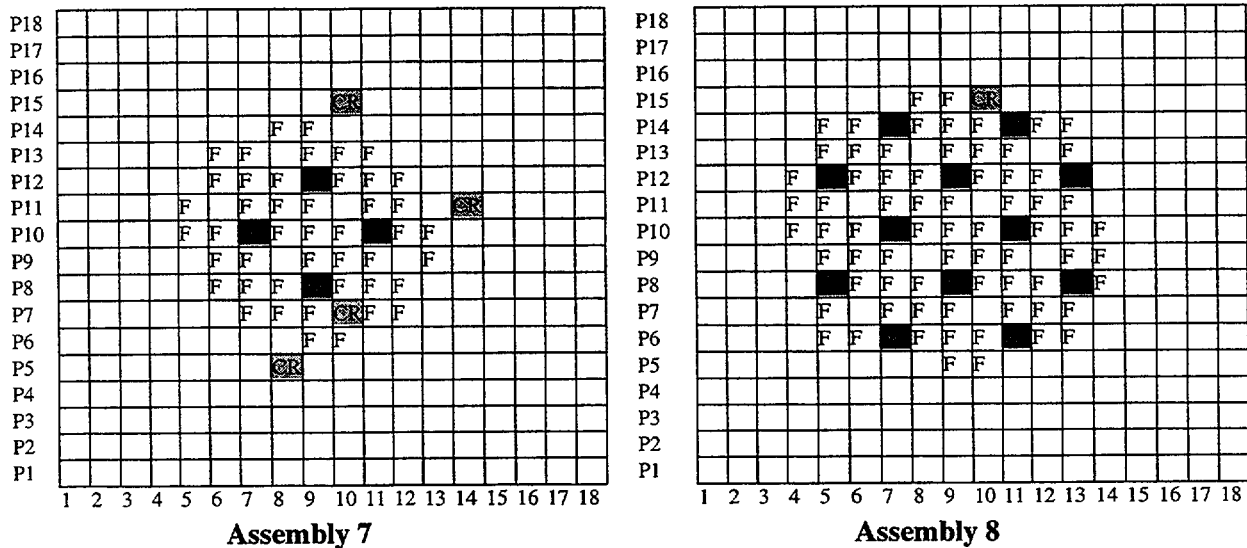 P18 P18
P17 P17
P16 P16
P15 CR P15 F F CR
P14 F F P14 F F F F F F F
P13 F F F F F P13 F F F F F F F
P12 F F F F F F P12 F F F F F F
P11 F F F F F F CR P11 F F F F F F F F
P10 F F F F F F F P10 F F F F F F F F F
P9 F F F F F F P9 F F F F F F F F
P8 F F F F F F P8 F F F F F F
P7 F F F CR F F P7 F F F F F F F
P6 F F P6 F F F F F F F
P5 CR P5 F F
P4 P4
P3 P3
P2 P2
P1 P1
1 2 3 4 5 6 7 8 9 10 11 12 13 14 15 16 17 18 1 2 3 4 5 6 7 8 9 10 11 12 13 14 15 16 17 18
Assembly 7 Assembly 8